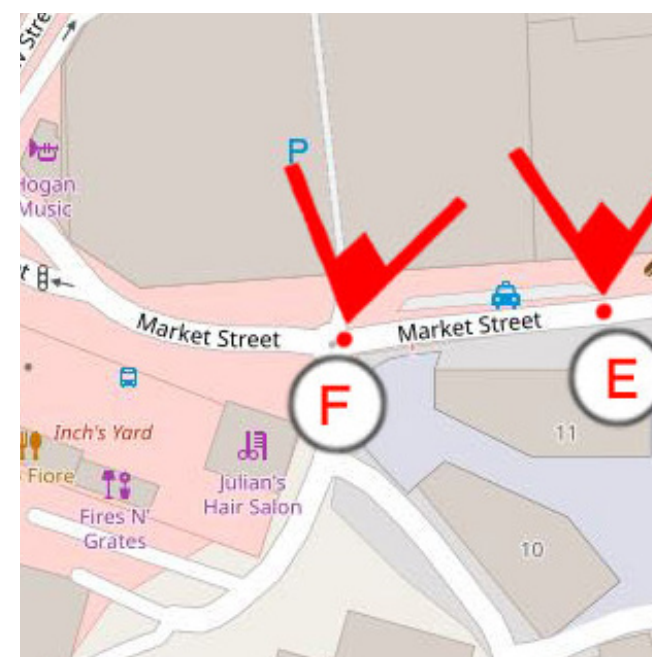 Stre
P
Hogan
Music
t
Market Street
Market Street
F
E
Inch's Yard
Fiore
11
Julian's
Hair Salon
Fires N'
Grates
10